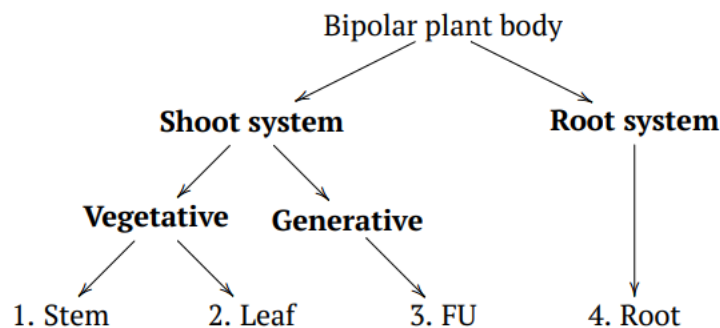 Bipolar plant body
Shoot system
Root system
Vegetative
Generative
1. Stem
2. Leaf
3. FU
4. Root